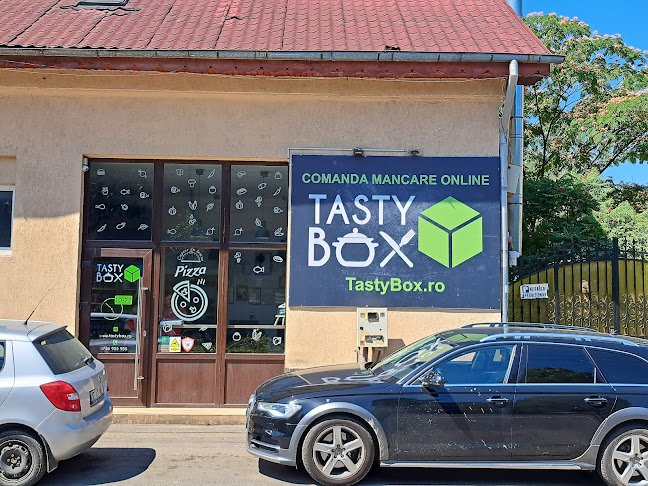 COMANDA MANCARE ONLINE
TASTY
BOX
TastyBox.ro
Pizza
TASTY
BOX